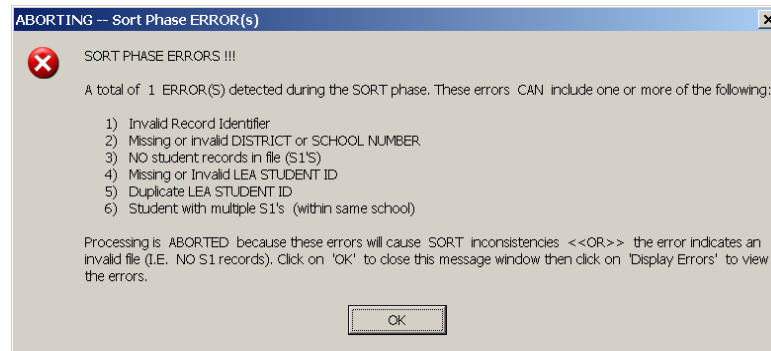 ABORTING -- Sort Phase ERROR(s)
SORT PHASE ERRORS !!!
A total of 1 ERROR(S) detected during the SORT phase. These errors CAN include one or more of the following:
1) Invalid Record Identifier
2) Missing or invalid DISTRICT or SCHOOL NUMBER
3) NO student records in file (S1'S)
4) Missing or Invalid LEA STUDENT ID
5) Duplicate LEA STUDENT ID
6) Student with multiple S1's (within same school)
Processing is ABORTED because these errors will cause SORT inconsistencies <<OR>> the error indicates an
invalid file (I.E. NO S1 records). Click on 'OK' to close this message window then click on 'Display Errors' to view
the errors.
OK